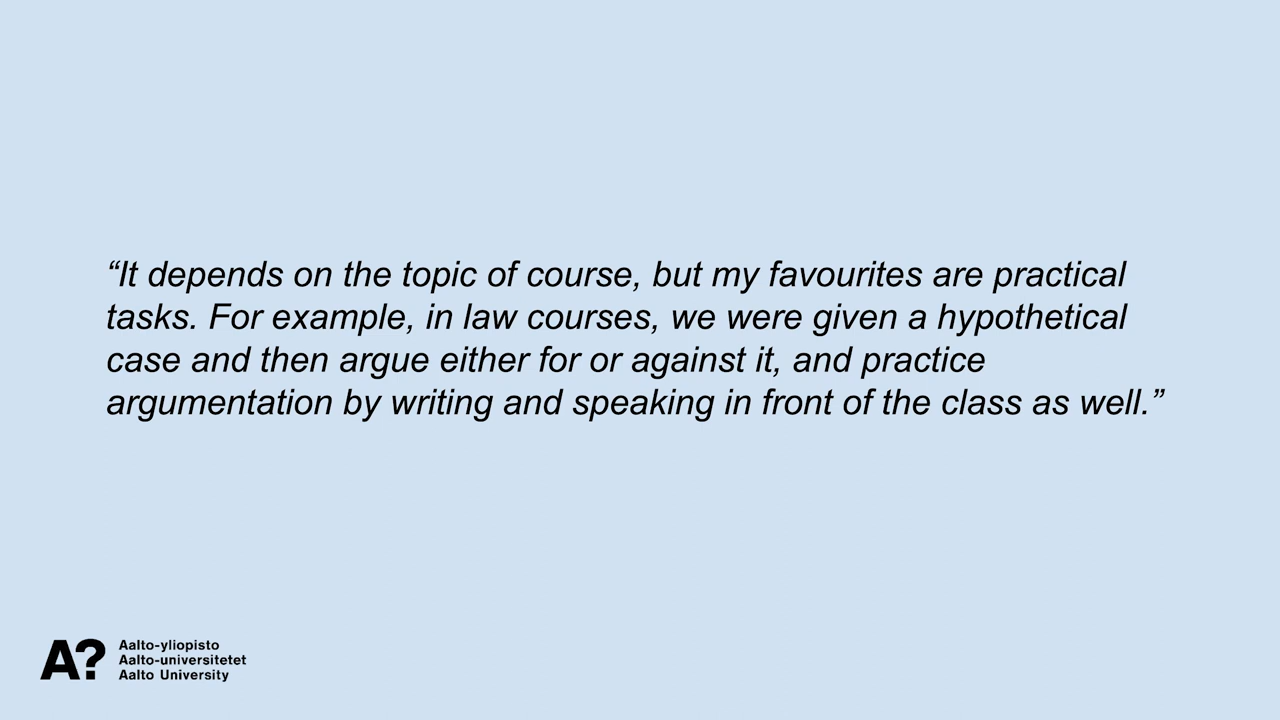 “It depends on the topic of course, but my favourites are practical
tasks. For example, in law courses, we were given a hypothetical
case and then argue either for or against it, and practice
argumentation by writing and speaking in front of the class as well.”
A?
Aalto-yliopisto
Aalto-universitetet
Aalto University